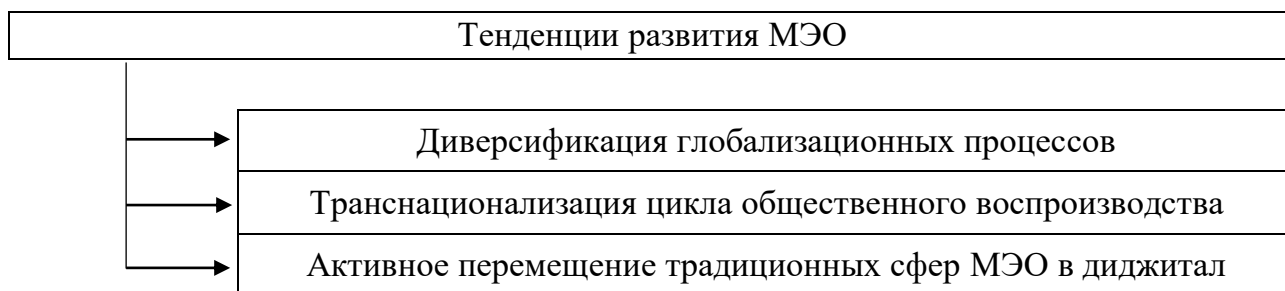 Тенденции развития МЭО
Диверсификация глобализационных процессов
Транснационализация цикла общественного воспроизводства
Активное перемещение традиционных сфер МЭО в диджитал